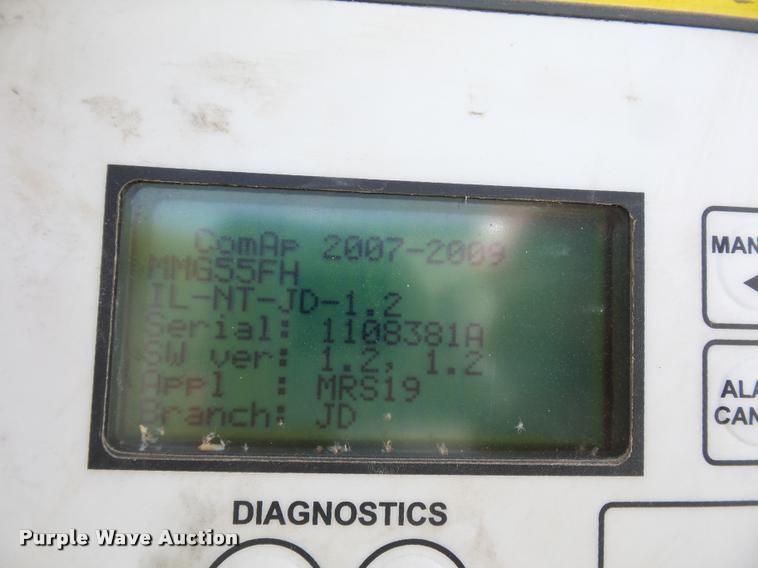 ComAp 2007-2009
MMG55FH
IL-NT-JD-1.2
Serial: 1108381A
SW ver: 1.2, 1.2
Appl : MRS19
Branch: JD
MAN
ALA
CAN
DIAGNOSTICS
Purple Wave Auction